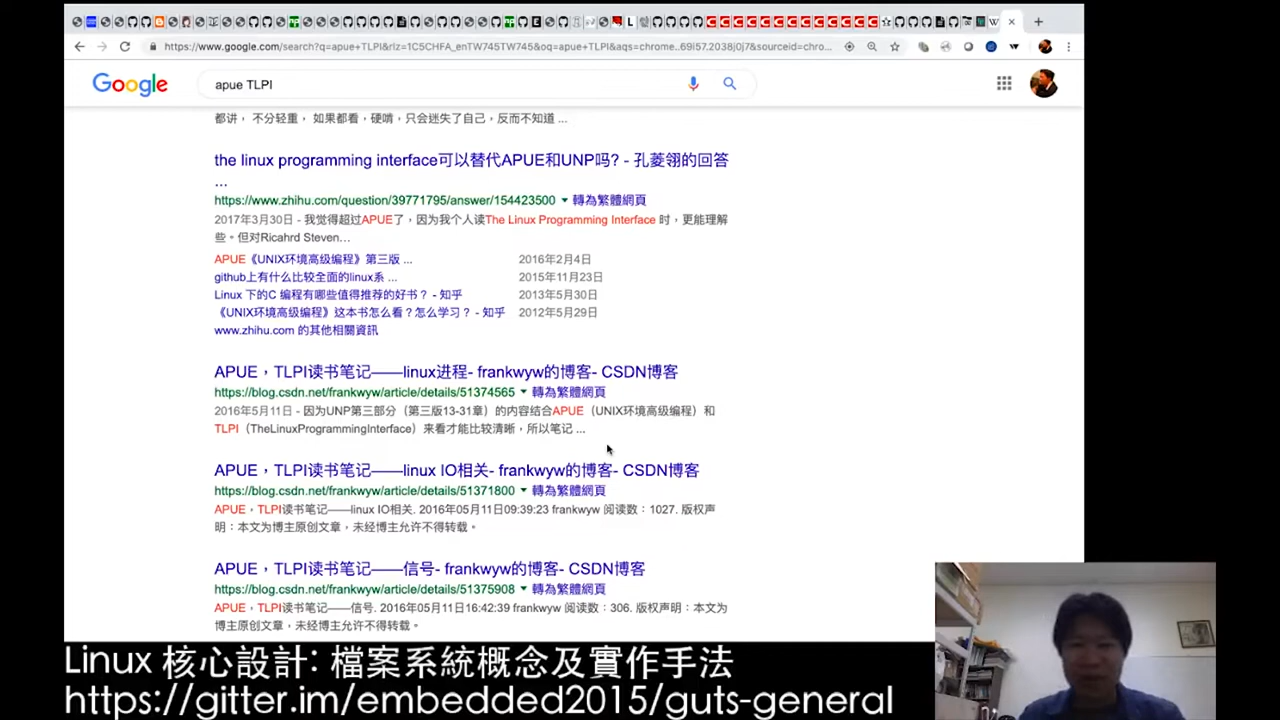 https://www.google.com/search?q=apue+TLPI&rlz=1C5CHFA_enTW745TW745&oq=apue+TLPI&aqs=chrome..69i57.2038j0j7&sourceid=chro...
Google
apue TLPI
都讲， 不分轻重， 如果都看，硬啃，只会迷失了自己，反而不知道 ...
the linux programming interface可以替代APUE和UNP吗? - 孔菱翎的回答
...
https://www.zhihu.com/question/39771795/answer/154423500 轉為繁體網頁
2017年3月30日 - 我觉得超过APUE了，因为我个人读The Linux Programming Interface 时，更能理解
些。但对Ricahrd Steven…
APUE《UNIX环境高级编程》第三版 ... 2016年2月4日
github上有什么比较全面的linux系 ... 2015年11月23日
Linux 下的C 编程有哪些值得推荐的好书？ - 知乎 2013年5月30日
《UNIX环境高级编程》这本书怎么看？怎么学习？ - 知乎 2012年5月29日
www.zhihu.com 的其他相關資訊
APUE，TLPI读书笔记——linux进程- frankwyw的博客- CSDN博客
https://blog.csdn.net/frankwyw/article/details/51374565 轉為繁體網頁
2016年5月11日 - 因为UNP第三部分（第三版13-31章）的内容结合APUE（UNIX环境高级编程）和
TLPI（TheLinuxProgrammingInterface）来看才能比较清晰，所以笔记 ...
APUE，TLPI读书笔记——linux IO相关- frankwyw的博客- CSDN博客
https://blog.csdn.net/frankwyw/article/details/51371800 轉為繁體網頁
APUE，TLPI读书笔记——linux IO相关. 2016年05月11日09:39:23 frankwyw 阅读数：1027. 版权声
明：本文为博主原创文章，未经博主允许不得转载。
APUE，TLPI读书笔记——信号- frankwyw的博客- CSDN博客
https://blog.csdn.net/frankwyw/article/details/51375908 轉為繁體網頁
APUE，TLPI读书笔记——信号. 2016年05月11日16:42:39 frankwyw 阅读数：306. 版权声明：本文为
博主原创文章，未经博主允许不得转载。
Linux 核心設計: 檔案系統概念及實作手法
https://gitter.im/embedded2015/guts-general